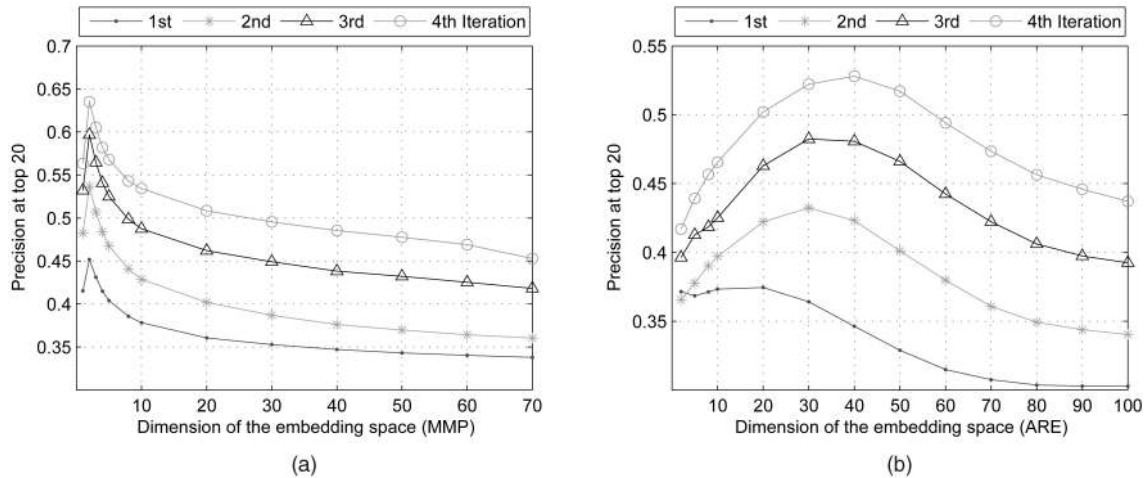 1st 2nd 3rd 4th Iteration
0.7
0.65
0.6
0.55
0.5
0.45
0.4
0.35
Precision at top 20
10 20 30 40 50 60 70
Dimension of the embedding space (MMP)
(a)
1st 2nd 3rd 4th Iteration
0.55
0.5
0.45
0.4
0.35
Precision at top 20
10 20 30 40 50 60 70 80 90 100
Dimension of the embedding space (ARE)
(b)